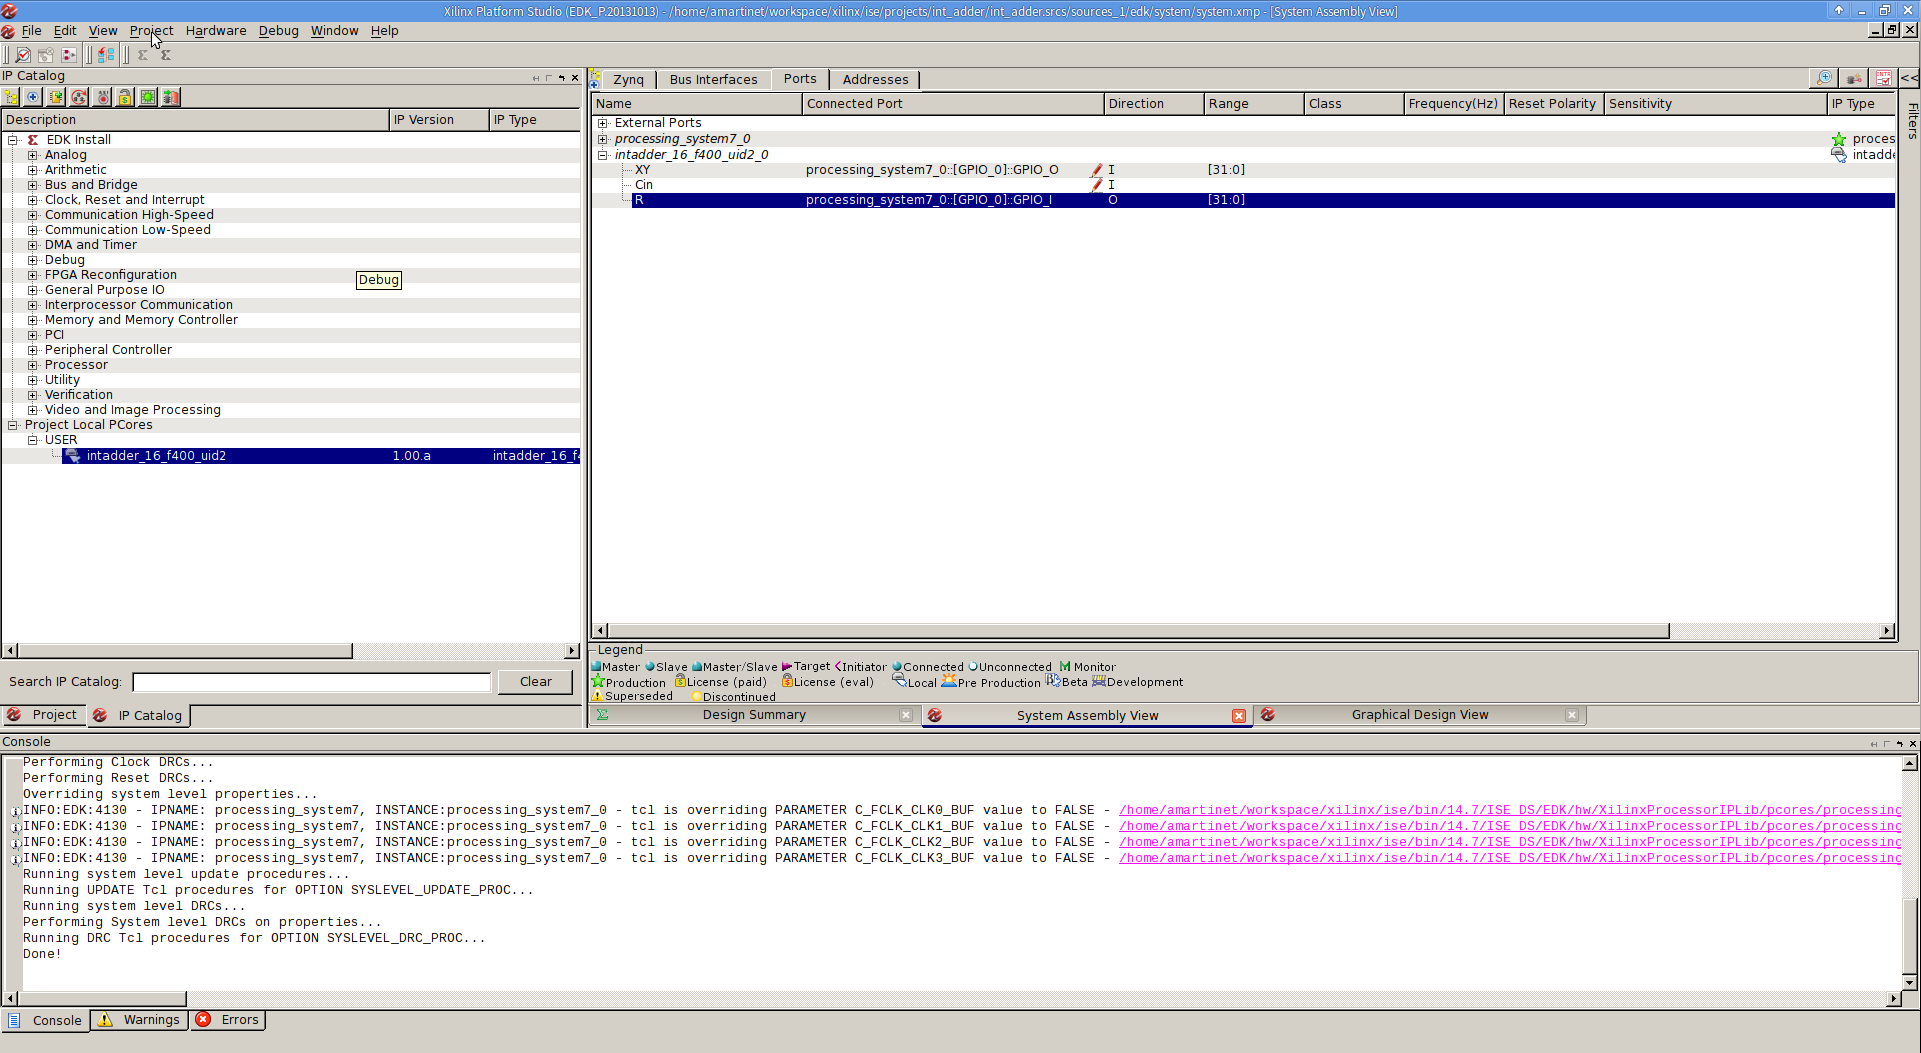 Xilinx Platform Studio (EDK_P.20131013) - /home/amartinet/workspace/xilinx/ise/projects/int_adder/int_adder.srcs/sources_1/edk/system/system.xmp - [System Assembly View]
File Edit View Project Hardware Debug Window Help
IP Catalog
Description IP Version IP Type
EDK Install
Analog
Arithmetic
Bus and Bridge
Clock, Reset and Interrupt
Communication High-Speed
Communication Low-Speed
DMA and Timer
Debug
FPGA Reconfiguration
Debug
General Purpose IO
Interprocessor Communication
Memory and Memory Controller
PCI
Peripheral Controller
Processor
Utility
Verification
Video and Image Processing
Project Local PCores
USER
intadder_16_f400_uid2 1.00.a intadder_16_f4
Search IP Catalog: Clear
Project IP Catalog
Zynq Bus Interfaces Ports Addresses <<
Name Connected Port Direction Range Class Frequency(Hz) Reset Polarity Sensitivity IP Type
Filters
External Ports
processing_system7_0 proces
intadder_16_f400_uid2_0 intadde
XY processing_system7_0::[GPIO_0]::GPIO_O I [31:0]
Cin I
R processing_system7_0::[GPIO_0]::GPIO_I O [31:0]
Legend
Master Slave Master/Slave Target Initiator Connected Unconnected M Monitor
Production License (paid) License (eval) Local Pre Production Beta Development
Superseded Discontinued
Design Summary System Assembly View Graphical Design View
Console
Performing Clock DRCs...
Performing Reset DRCs...
Overriding system level properties...
INFO:EDK:4130 - IPNAME: processing_system7, INSTANCE:processing_system7_0 - tcl is overriding PARAMETER C_FCLK_CLK0_BUF value to FALSE - /home/amartinet/workspace/xilinx/ise/bin/14.7/ISE_DS/EDK/hw/XilinxProcessorIPLib/pcores/processing
INFO:EDK:4130 - IPNAME: processing_system7, INSTANCE:processing_system7_0 - tcl is overriding PARAMETER C_FCLK_CLK1_BUF value to FALSE - /home/amartinet/workspace/xilinx/ise/bin/14.7/ISE_DS/EDK/hw/XilinxProcessorIPLib/pcores/processing
INFO:EDK:4130 - IPNAME: processing_system7, INSTANCE:processing_system7_0 - tcl is overriding PARAMETER C_FCLK_CLK2_BUF value to FALSE - /home/amartinet/workspace/xilinx/ise/bin/14.7/ISE_DS/EDK/hw/XilinxProcessorIPLib/pcores/processing
INFO:EDK:4130 - IPNAME: processing_system7, INSTANCE:processing_system7_0 - tcl is overriding PARAMETER C_FCLK_CLK3_BUF value to FALSE - /home/amartinet/workspace/xilinx/ise/bin/14.7/ISE_DS/EDK/hw/XilinxProcessorIPLib/pcores/processing
Running system level update procedures...
Running UPDATE Tcl procedures for OPTION SYSLEVEL_UPDATE_PROC...
Running system level DRCs...
Performing System level DRCs on properties...
Running DRC Tcl procedures for OPTION SYSLEVEL_DRC_PROC...
Done!
Console Warnings Errors